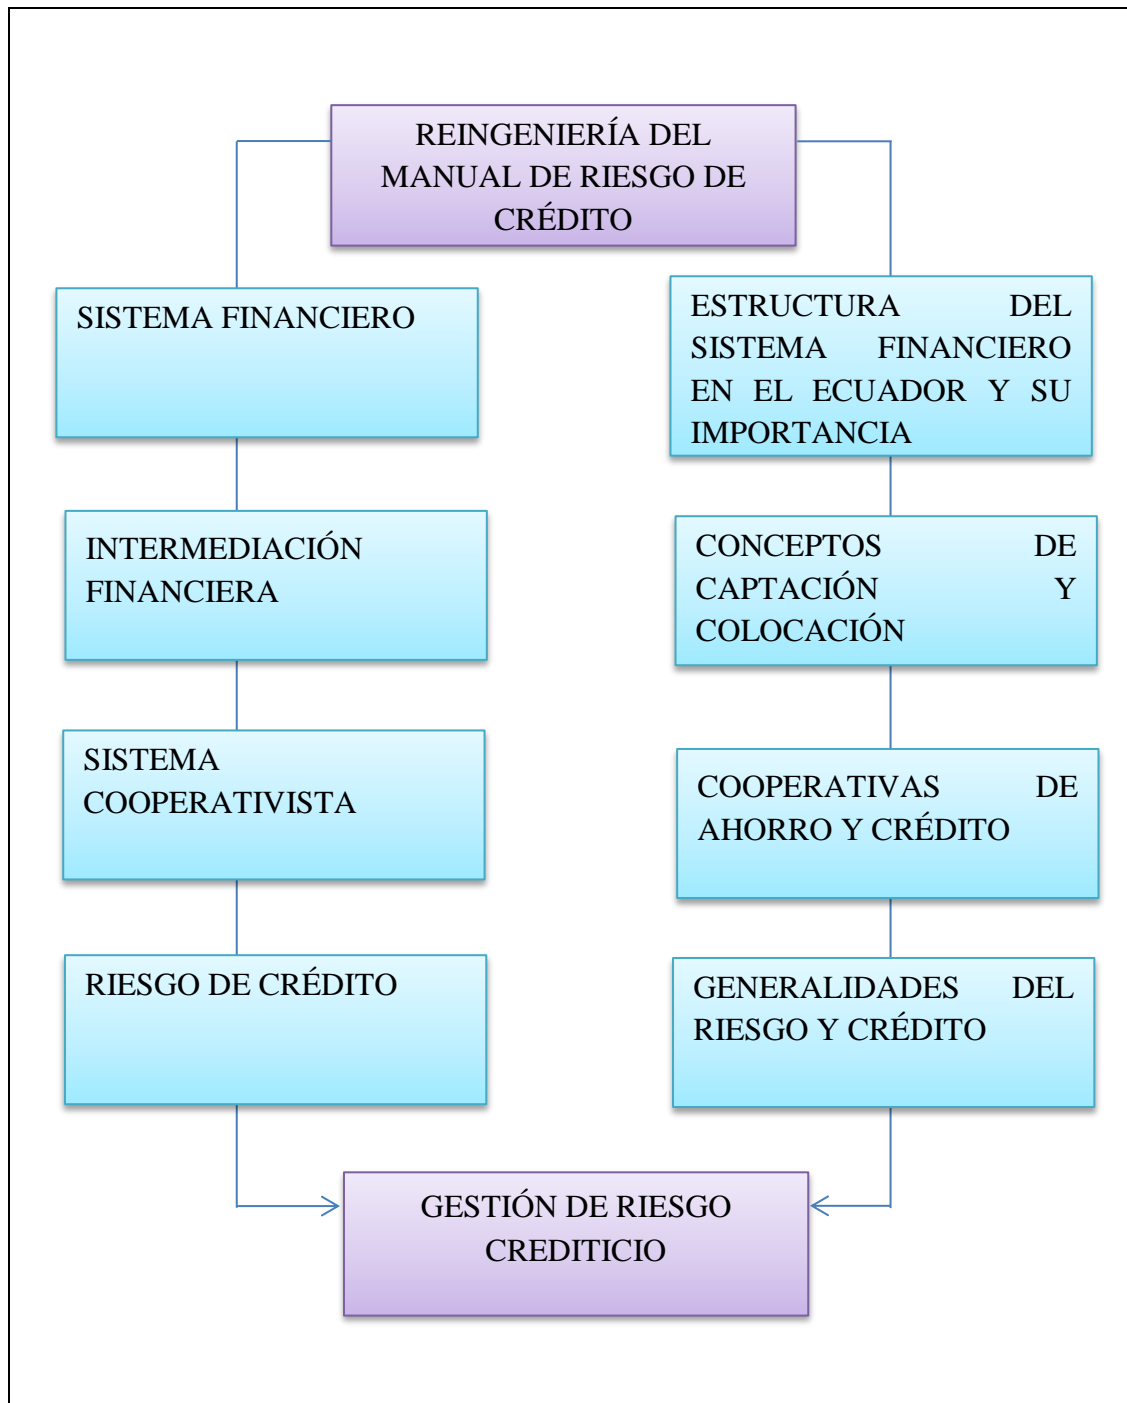 REINGENIERÍA DEL
MANUAL DE RIESGO DE
CRÉDITO
SISTEMA FINANCIERO
ESTRUCTURA DEL
SISTEMA FINANCIERO
EN EL ECUADOR Y SU
IMPORTANCIA
INTERMEDIACIÓN
FINANCIERA
CONCEPTOS DE
CAPTACIÓN Y
COLOCACIÓN
SISTEMA
COOPERATIVISTA
COOPERATIVAS DE
AHORRO Y CRÉDITO
RIESGO DE CRÉDITO
GENERALIDADES DEL
RIESGO Y CRÉDITO
GESTIÓN DE RIESGO
CREDITICIO